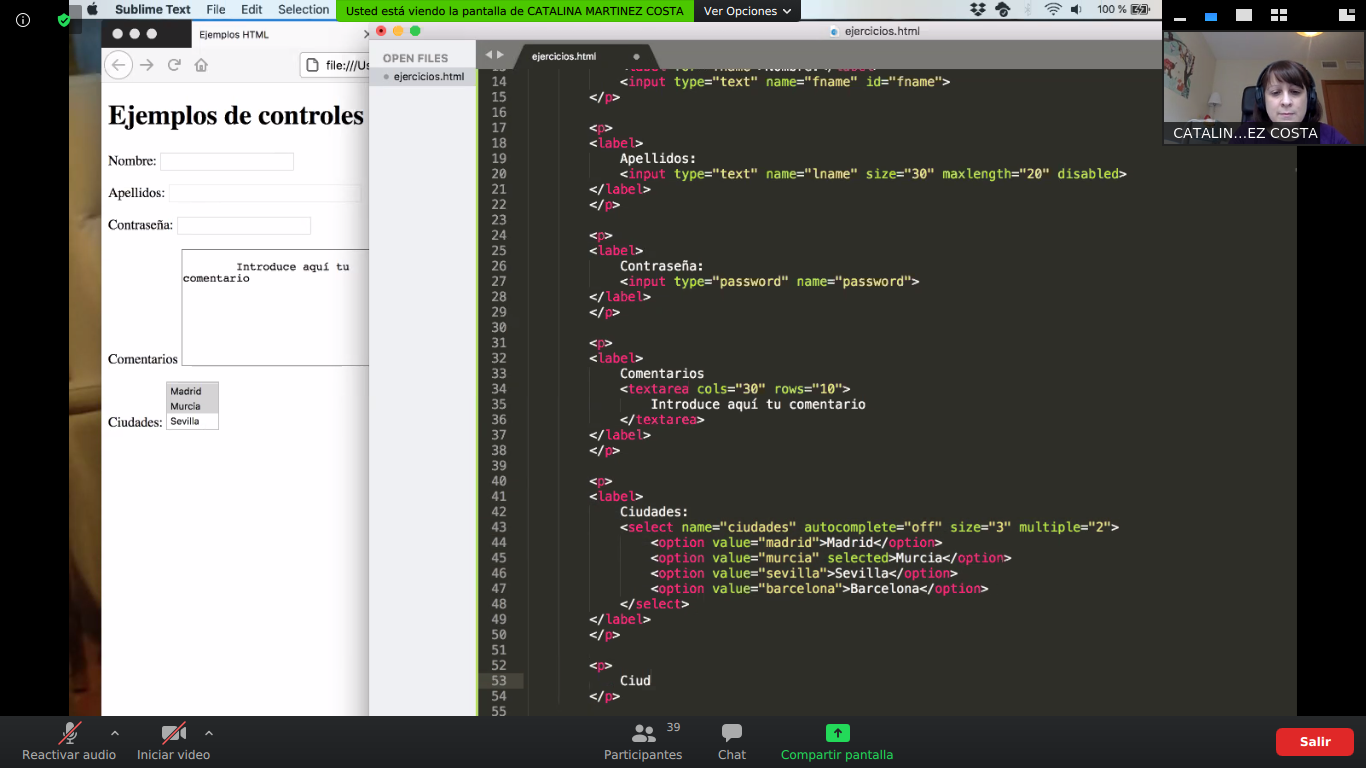 Sublime Text File Edit Selection
Usted está viendo la pantalla de CATALINA MARTINEZ COSTA
Ver Opciones
100 %
Ejemplos HTML
file:///Us
Ejemplos de controles
Nombre:
Apellidos:
Contraseña:
Introduce aquí tu
comentario
Comentarios
Madrid
Murcia
Sevilla
Ciudades:
ejercicios.html
OPEN FILES
ejercicios.html
ejercicios.html
14 <input type="text" name="fname" id="fname">
15 </p>
16
17 <p>
18 <label>
19 Apellidos:
20 <input type="text" name="lname" size="30" maxlength="20" disabled>
21 </label>
22 </p>
23
24 <p>
25 <label>
26 Contraseña:
27 <input type="password" name="password">
28 </label>
29 </p>
30
31 <p>
32 <label>
33 Comentarios
34 <textarea cols="30" rows="10">
35 Introduce aquí tu comentario
36 </textarea>
37 </label>
38 </p>
39
40 <p>
41 <label>
42 Ciudades:
43 <select name="ciudades" autocomplete="off" size="3" multiple="2">
44 <option value="madrid">Madrid</option>
45 <option value="murcia" selected>Murcia</option>
46 <option value="sevilla">Sevilla</option>
47 <option value="barcelona">Barcelona</option>
48 </select>
49 </label>
50 </p>
51
52 <p>
53 Ciud
54 </p>
55
CATALIN...EZ COSTA
Reactivar audio
Iniciar video
Participantes
39
Chat
Compartir pantalla
Salir